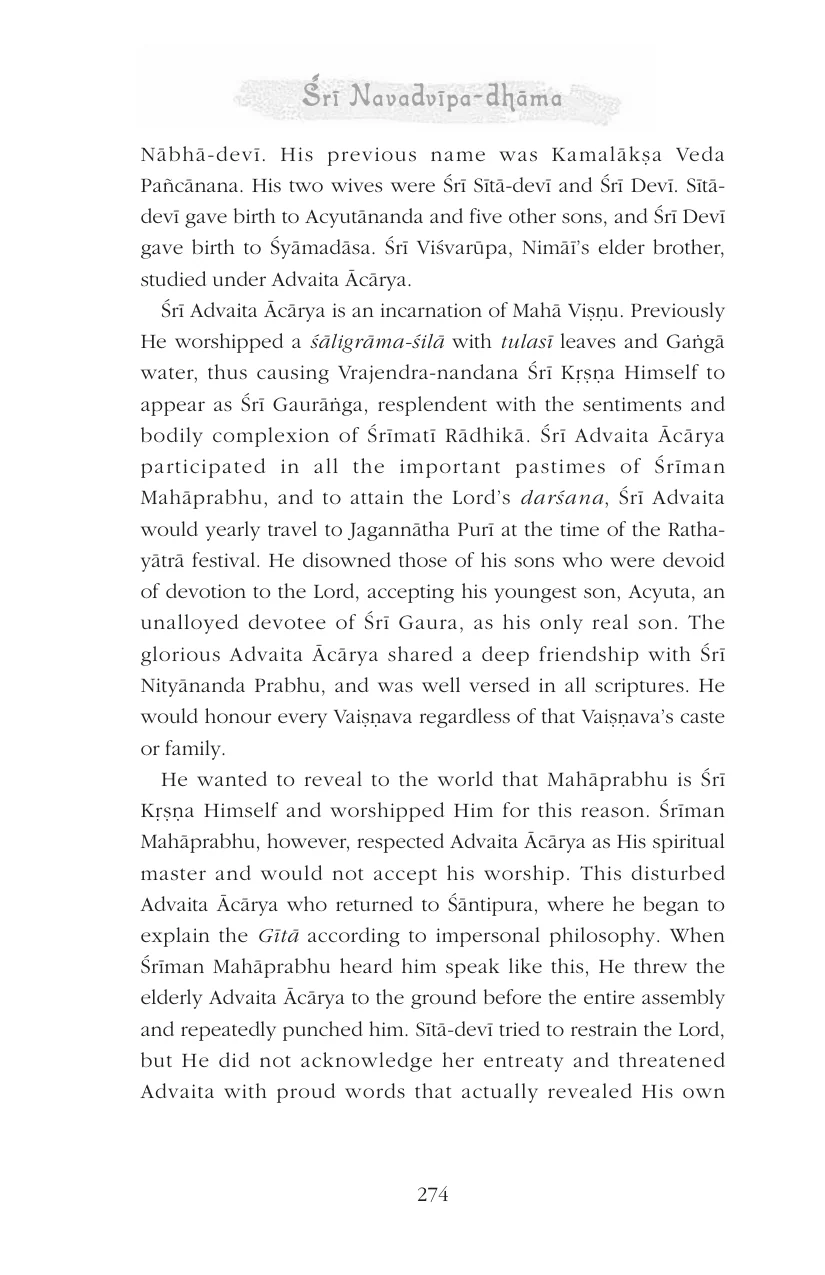 Śrī Navadvīpa-dhāma
Nābhā-devī. His previous name was Kamalākṣa Veda
Pañcānana. His two wives were Śrī Sītā-devī and Śrī Devī. Sītā-
devī gave birth to Acyutānanda and five other sons, and Śrī Devī
gave birth to Śyāmadāsa. Śrī Viśvarūpa, Nimāī’s elder brother,
studied under Advaita Ācārya.
Śrī Advaita Ācārya is an incarnation of Mahā Viṣṇu. Previously
He worshipped a śāligrāma-śilā with tulasī leaves and Gaṅgā
water, thus causing Vrajendra-nandana Śrī Kṛṣṇa Himself to
appear as Śrī Gaurāṅga, resplendent with the sentiments and
bodily complexion of Śrīmatī Rādhikā. Śrī Advaita Ācārya
participated in all the important pastimes of Śrīman
Mahāprabhu, and to attain the Lord’s darśana, Śrī Advaita
would yearly travel to Jagannātha Purī at the time of the Ratha-
yātrā festival. He disowned those of his sons who were devoid
of devotion to the Lord, accepting his youngest son, Acyuta, an
unalloyed devotee of Śrī Gaura, as his only real son. The
glorious Advaita Ācārya shared a deep friendship with Śrī
Nityānanda Prabhu, and was well versed in all scriptures. He
would honour every Vaiṣṇava regardless of that Vaiṣṇava’s caste
or family.
He wanted to reveal to the world that Mahāprabhu is Śrī
Kṛṣṇa Himself and worshipped Him for this reason. Śrīman
Mahāprabhu, however, respected Advaita Ācārya as His spiritual
master and would not accept his worship. This disturbed
Advaita Ācārya who returned to Śāntipura, where he began to
explain the Gītā according to impersonal philosophy. When
Śrīman Mahāprabhu heard him speak like this, He threw the
elderly Advaita Ācārya to the ground before the entire assembly
and repeatedly punched him. Sītā-devī tried to restrain the Lord,
but He did not acknowledge her entreaty and threatened
Advaita with proud words that actually revealed His own
274